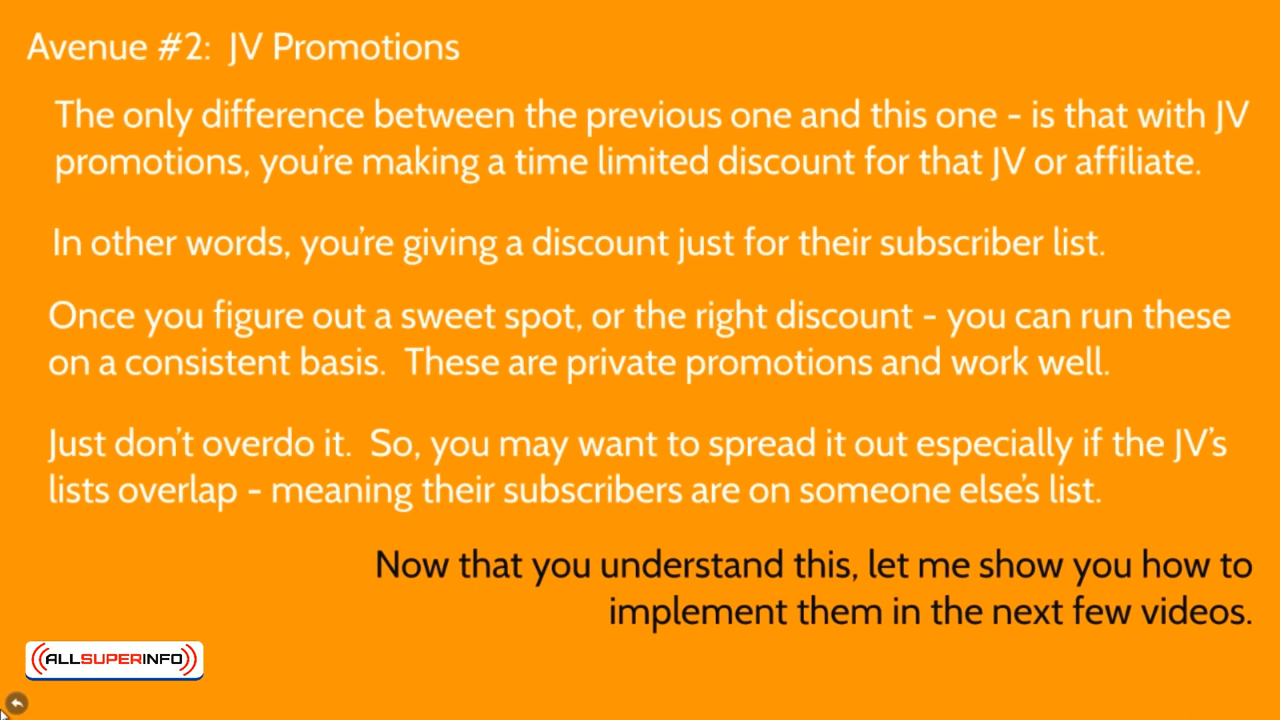 Avenue #2:  JV Promotions
The only difference between the previous one and this one - is that with JV
promotions, you're making a time limited discount for that JV or affiliate.
In other words, you're giving a discount just for their subscriber list.
Once you figure out a sweet spot, or the right discount - you can run these
on a consistent basis.  These are private promotions and work well.
Just don't overdo it.  So, you may want to spread it out especially if the JV's
lists overlap - meaning their subscribers are on someone else's list.
Now that you understand this, let me show you how to
implement them in the next few videos.
ALLSUPERINFO